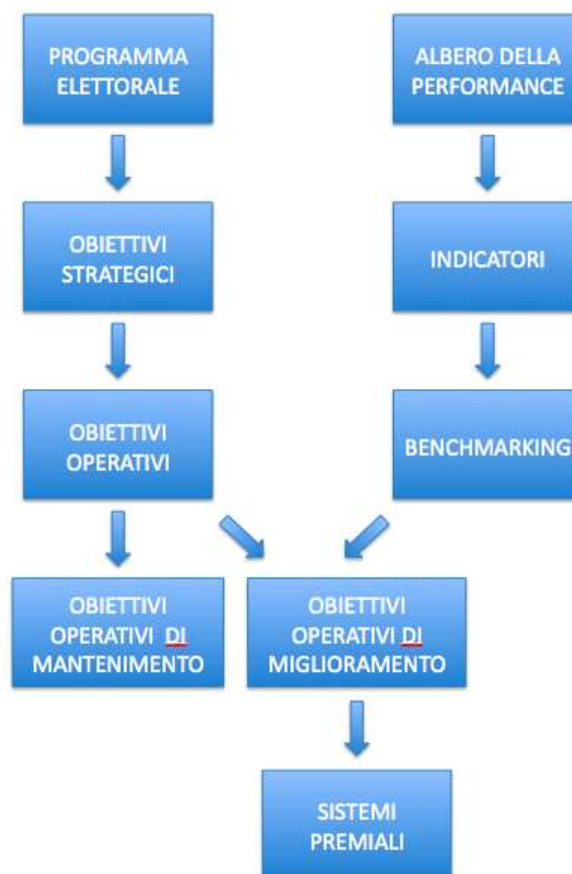 PROGRAMMA
ELETTORALE
ALBERO DELLA
PERFORMANCE
OBIETTIVI
STRATEGICI
INDICATORI
OBIETTIVI
OPERATIVI
BENCHMARKING
OBIETTIVI
OPERATIVI DI
MANTENIMENTO
OBIETTIVI
OPERATIVI DI
MIGLIORAMENTO
SISTEMI
PREMIALI